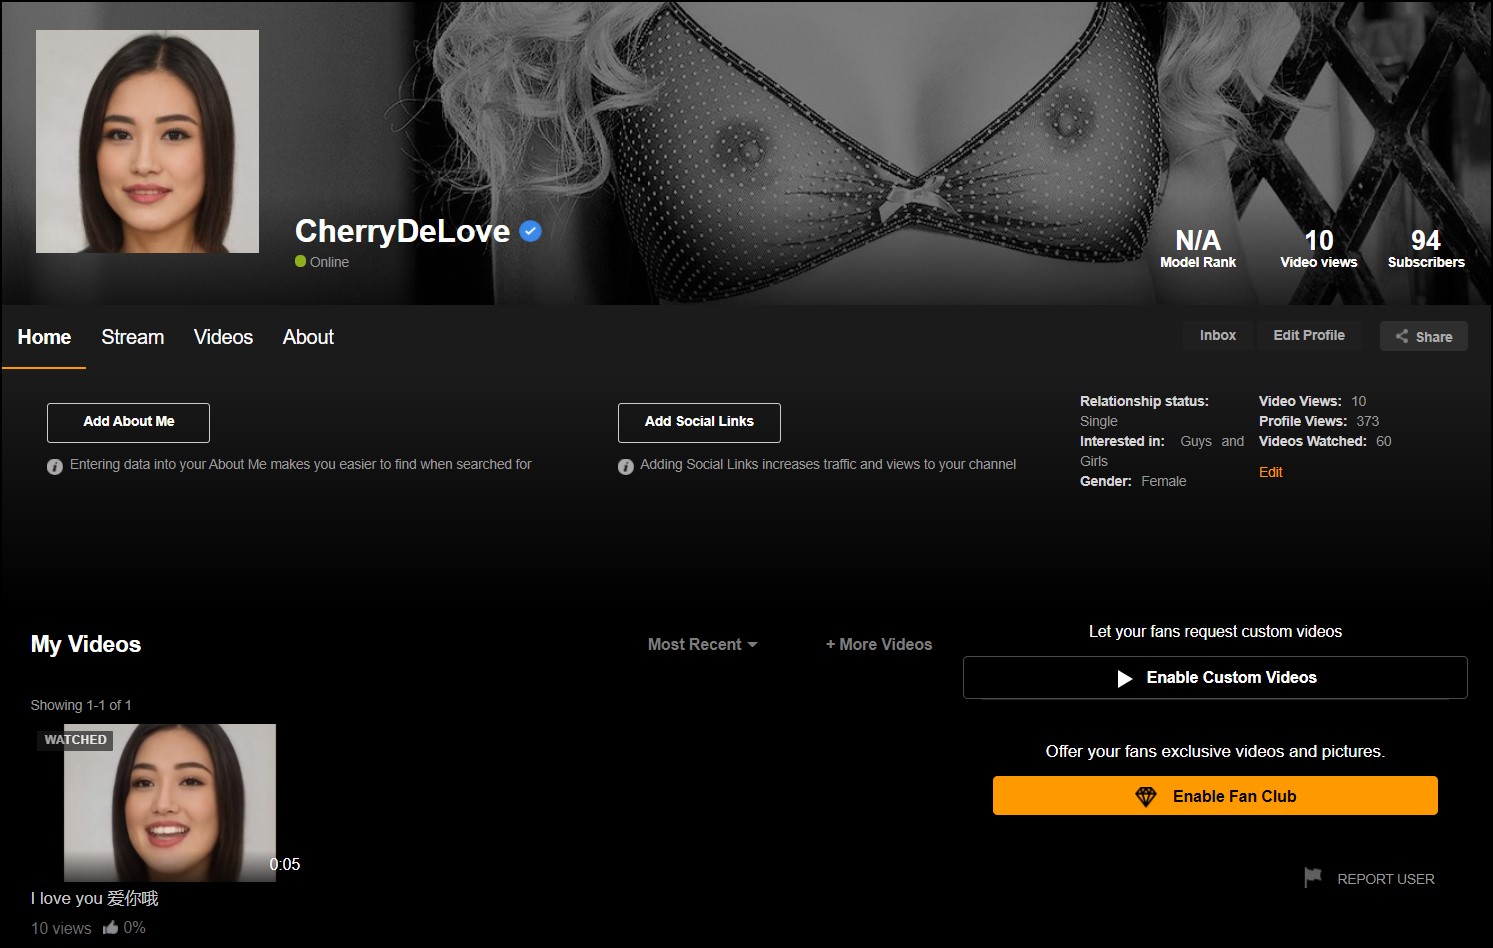 CherryDeLove
Online
N/A
Model Rank
10
Video views
94
Subscribers
Home Stream Videos About
Inbox Edit Profile Share
Add About Me
Entering data into your About Me makes you easier to find when searched for
Add Social Links
Adding Social Links increases traffic and views to your channel
Relationship status:
Single
Interested in: Guys and
Girls
Gender: Female
Video Views: 10
Profile Views: 373
Videos Watched: 60
Edit
My Videos
Most Recent
+ More Videos
Showing 1-1 of 1
WATCHED
0:05
I love you 爱你哦
10 views 0%
Let your fans request custom videos
Enable Custom Videos
Offer your fans exclusive videos and pictures.
Enable Fan Club
REPORT USER